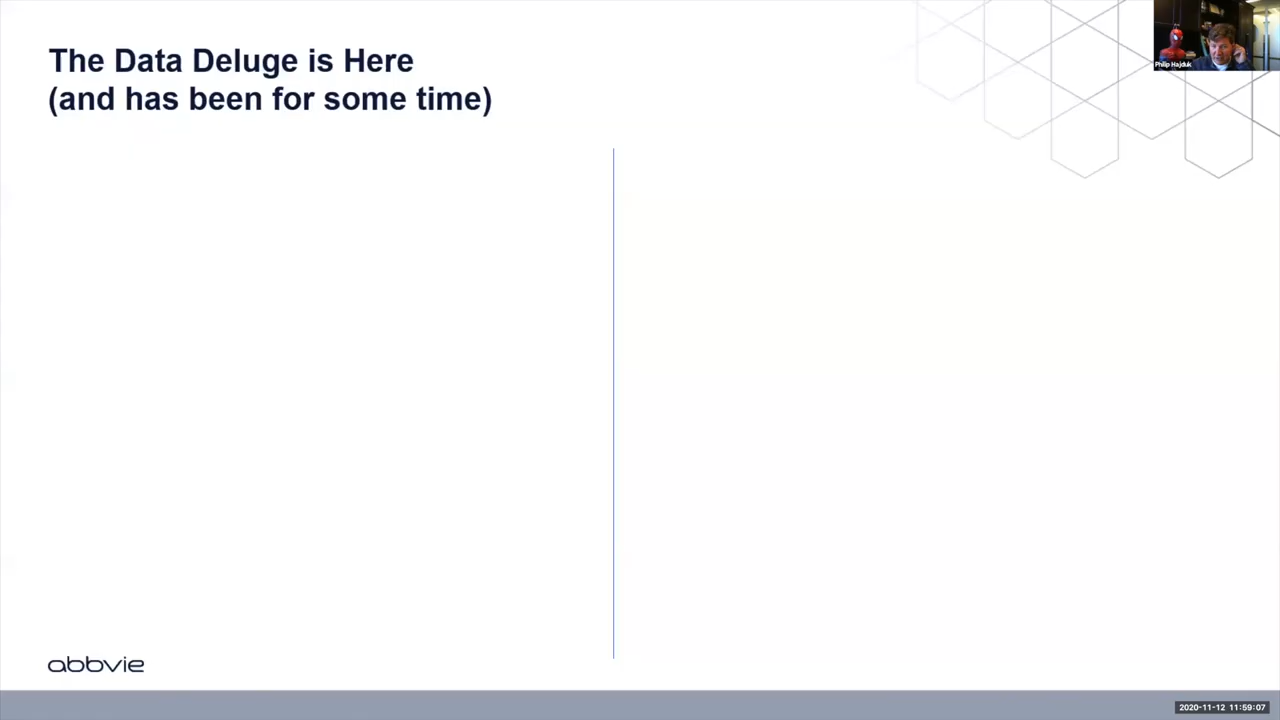 The Data Deluge is Here
(and has been for some time)
Philip Hajduk
abbvie
2020-11-12 11:59:07